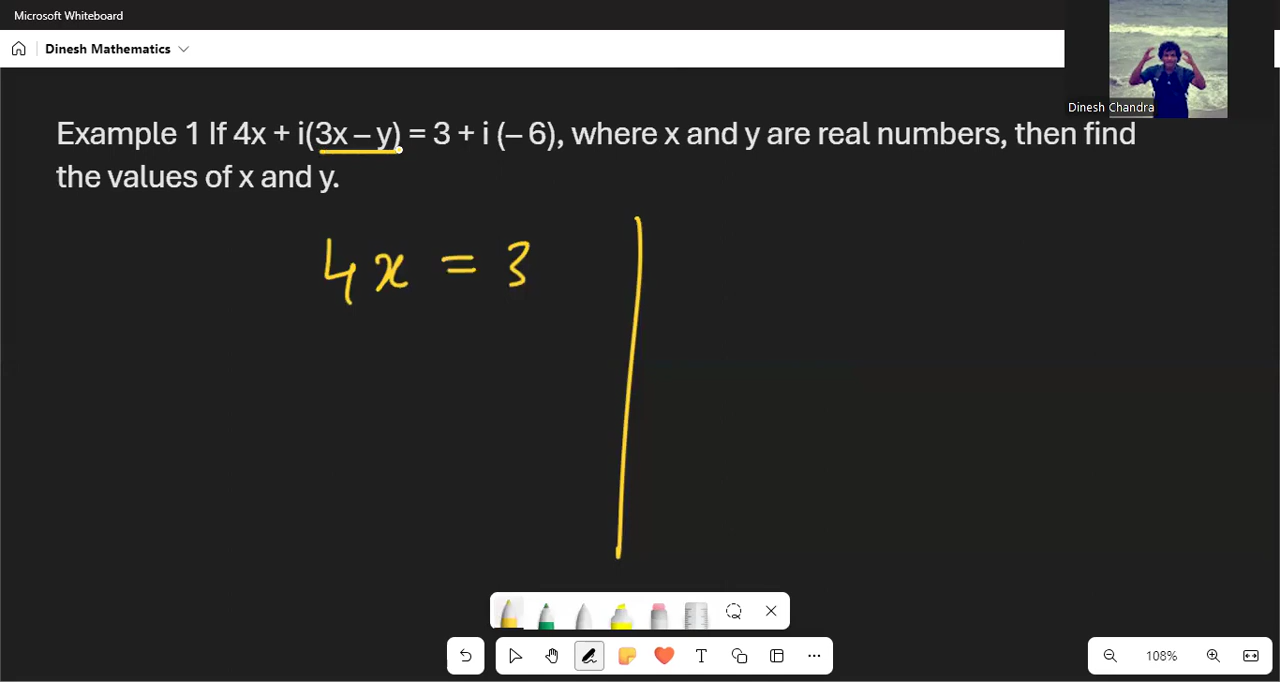 Microsoft Whiteboard
Dinesh Mathematics
Dinesh Chandra
Example 1 If 4x + i(3x – y) = 3 + i (– 6), where x and y are real numbers, then find
the values of x and y.
4x = 3
108%